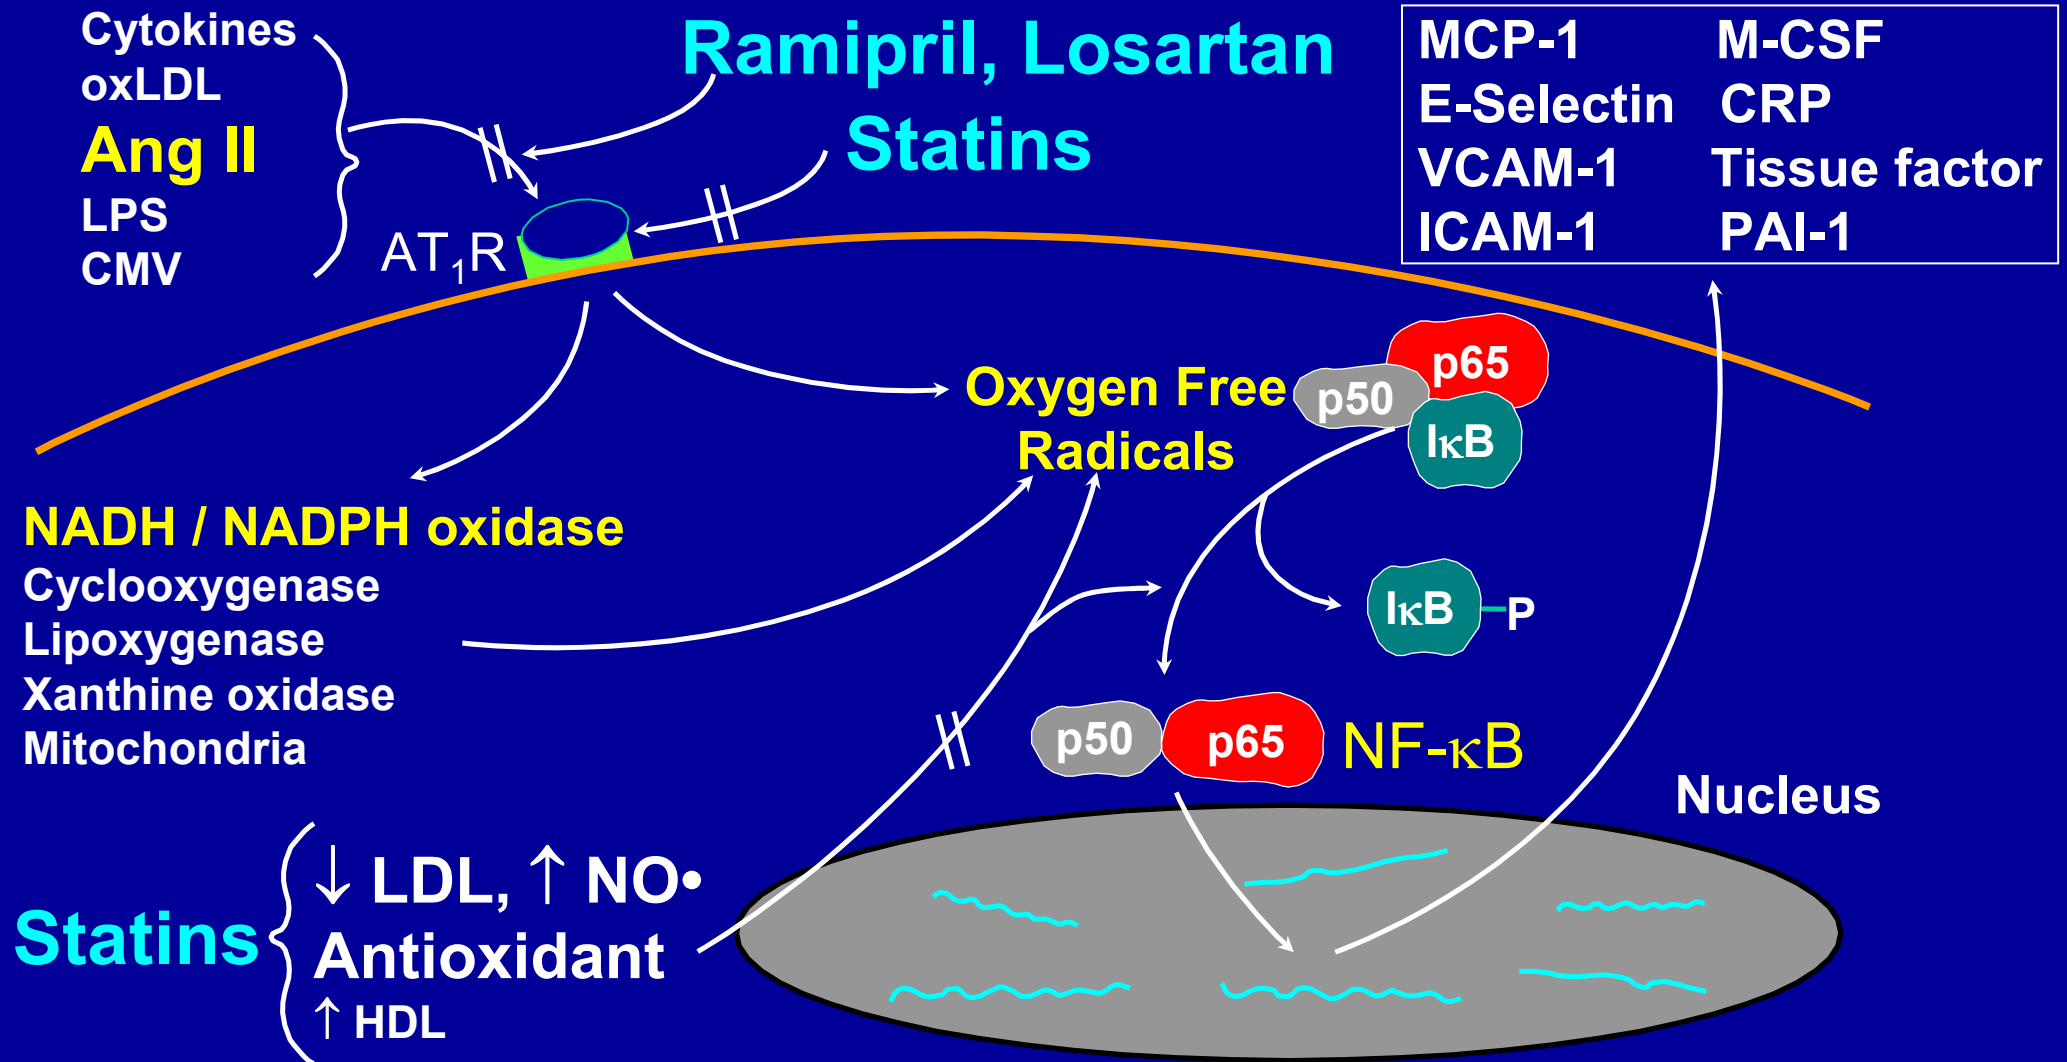 Cytokines
oxLDL
Ang II
LPS
CMV
Ramipril, Losartan
Statins
MCP-1 M-CSF
E-Selectin CRP
VCAM-1 Tissue factor
ICAM-1 PAI-1
AT₁R
Oxygen Free
Radicals
p65
p50
IκB
NADH / NADPH oxidase
Cyclooxygenase
Lipoxygenase
Xanthine oxidase
Mitochondria
IκB P
p50 p65 NF-κB
Nucleus
Statins
↓ LDL, ↑ NO•
Antioxidant
↑ HDL